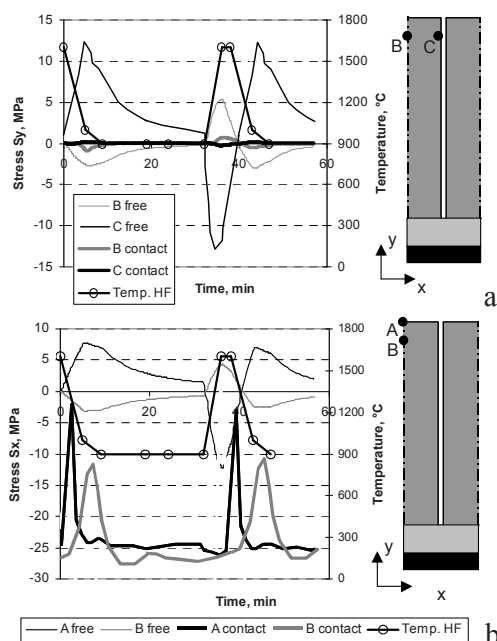 15
10
5
0
-5
-10
-15
Stress Sy, MPa
0
20
40
60
Time, min
1800
1500
1200
900
600
300
0
Temperature, °C
B free
C free
B contact
C contact
Temp. HF
B
C
y
x
a
10
5
0
-5
-10
-15
-20
-25
-30
Stress Sx, MPa
0
20
40
60
Time, min
1800
1500
1200
900
600
300
0
Temperature, °C
A
B
y
x
b
A free
B free
A contact
B contact
Temp. HF